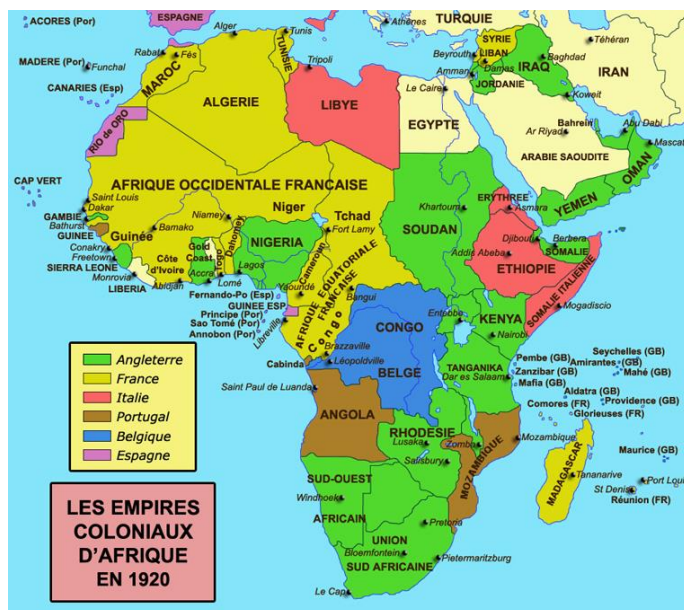 ACORES (Por)
ESPAGNE
Alger
Tunis
Athènes
TURQUIE
MADERE (Por)
Funchal
Rabat
Fés
MAROC
TUNISIE
Tripoli
SYRIE
LIBAN
Beyrouth
Damas
Téhéran
Baghdad
IRAQ
IRAN
Amman
JORDANIE
CANARIES (Esp)
ALGERIE
LIBYE
Le Caire
EGYPTE
Koweit
Bahrein
Abu Dabi
Ar Riyad
Mascat
RIO de ORO
ARABIE SAOUDITE
OMAN
YEMEN
CAP VERT
Saint Louis
Dakar
AFRIQUE OCCIDENTALE FRANCAISE
Niger
Tchad
Khartoum
SOUDAN
ERYTHREE
Asmara
GAMBIE
Bathurst
GUINEE
Guinée
Bamako
Niamey
Fort Lamy
Djibouti
Berbera
SOMALIE
Conakry
Freetown
SIERRA LEONE
Monrovia
LIBERIA
Côte
d'Ivoire
Abidjan
Gold
Coast
Accra
Togo
Lomé
Dahomey
NIGERIA
Lagos
Cameroun
Addis Abeba
ETHIOPIE
SOMALIE ITALIENNE
Fernando-Po (Esp)
GUINEE ESP
Yaoundé
Bangui
AFRIQUE EQUATORIALE
FRANCAISE
Principe (Por)
Sao Tomé (Por)
Annobon (Por)
Libreville
Congo
CONGO
BELGE
Entebbe
KENYA
Nairobi
Mogadiscio
Brazzaville
Léopoldville
Cabinda
TANGANIKA
Dar es Salaam
Pembe (GB)
Zanzibar (GB)
Mafia (GB)
Seychelles (GB)
Amirantes (GB)
Mahé (GB)
Saint Paul de Luanda
Aldatra (GB)
Providence (GB)
Comores (FR)
Glorieuses (FR)
ANGOLA
RHODESIE
Lusaka
Zomba
Salisbury
Mozambique
MOZAMBIQUE
MADAGASCAR
Tananarive
Maurice (GB)
Port Louis
St Denis
Réunion (FR)
SUD-OUEST
AFRICAIN
Windhoek
Pretoria
UNION
SUD AFRICAINE
Bloemfontein
Pietermaritzburg
Le Cap
Angleterre
France
Italie
Portugal
Belgique
Espagne
LES EMPIRES
COLONIAUX
D'AFRIQUE
EN 1920